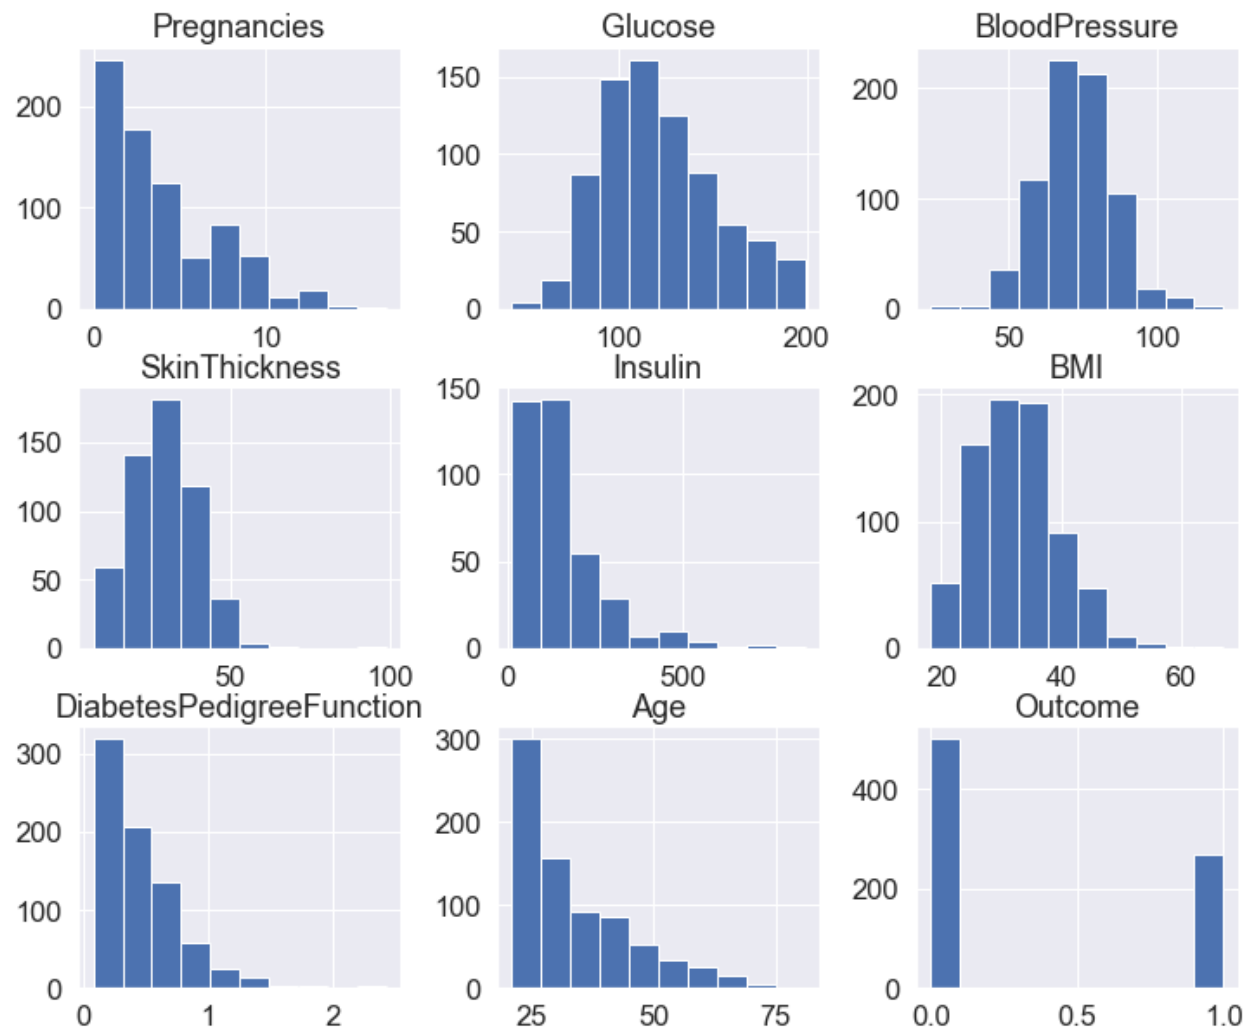 Pregnancies Glucose BloodPressure
200 150 200
100 100 100
50
0 0 0
0 10 100 200 50 100
SkinThickness Insulin BMI
150 150 200
100 100 100
50 50
0 0 0
50 100 0 500 20 40 60
DiabetesPedigreeFunction Age Outcome
300 300 400
200 200 200
100 100
0 0 0
0 1 2 25 50 75 0.0 0.5 1.0